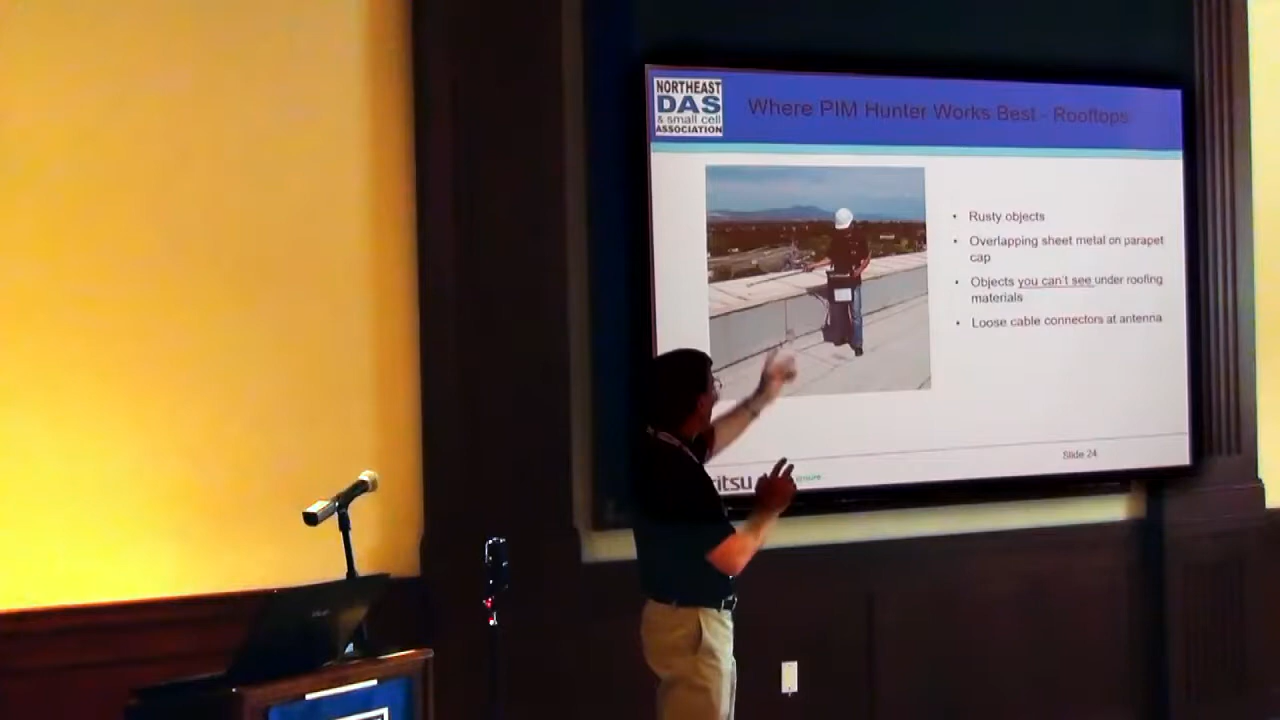 NORTHEAST
DAS
& small cell
ASSOCIATION
Where PIM Hunter Works Best - Rooftops
• Rusty objects
• Overlapping sheet metal on parapet
cap
• Objects you can't see under roofing
materials
• Loose cable connectors at antenna
Slide 24
ritsu